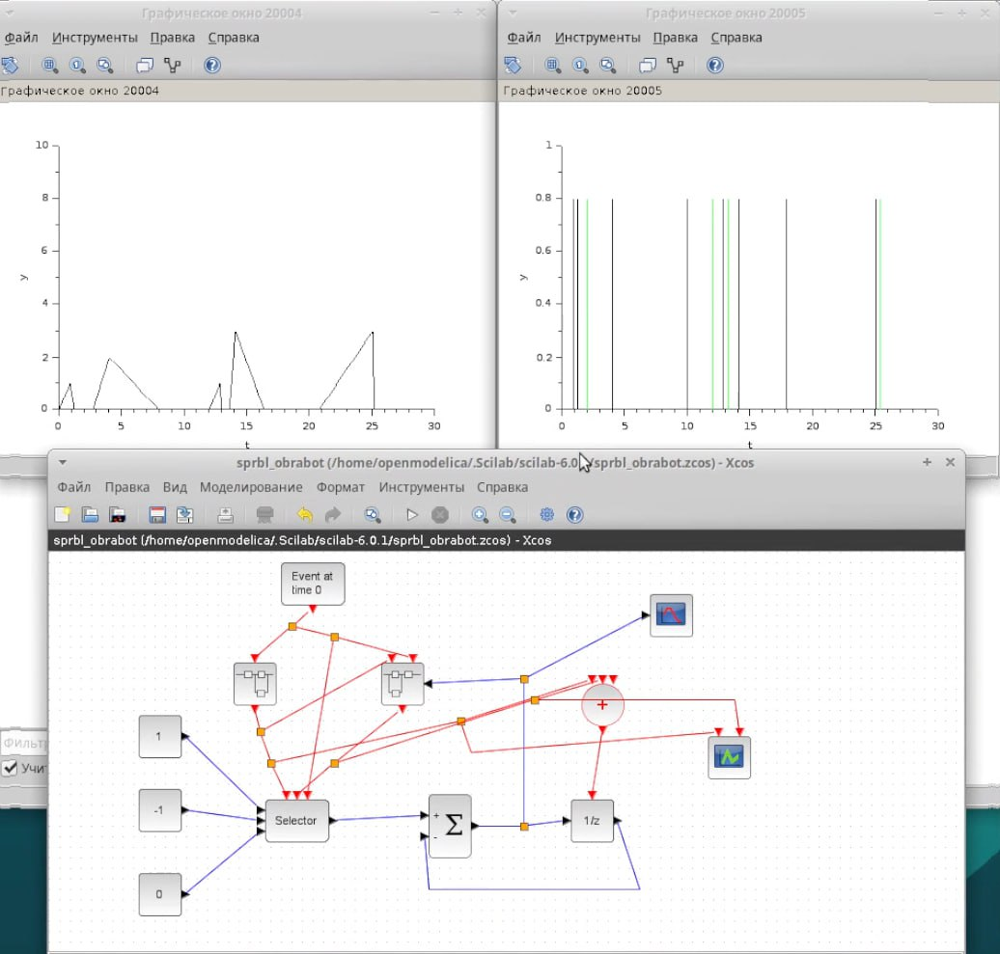 Графическое окно 20004
Файл Инструменты Правка Справка
Графическое окно 20004
10
8
6
4
2
0
y
0 5 10 15 20 25 30
t
Графическое окно 20005
Файл Инструменты Правка Справка
Графическое окно 20005
1
0.8
0.6
0.4
0.2
0
y
0 5 10 15 20 25 30
t
sprbl_obrabot (/home/openmodelica/.Scilab/scilab-6.0. /sprbl_obrabot.zcos) - Xcos
Файл Правка Вид Моделирование Формат Инструменты Справка
sprbl_obrabot (/home/openmodelica/.Scilab/scilab-6.0.1/sprbl_obrabot.zcos) - Xcos
Event at
time 0
1
-1
0
Selector
+
-
Σ
+
1/z
Фильт
Учи